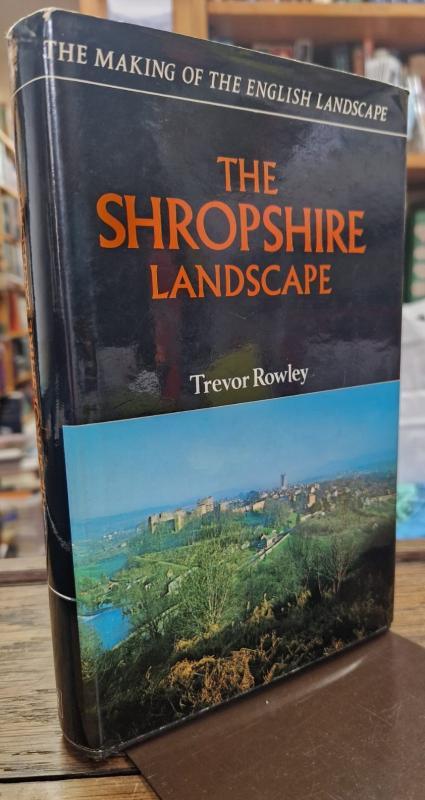 THE MAKING OF THE ENGLISH LANDSCAPE
THE
SHROPSHIRE
LANDSCAPE
Trevor Rowley